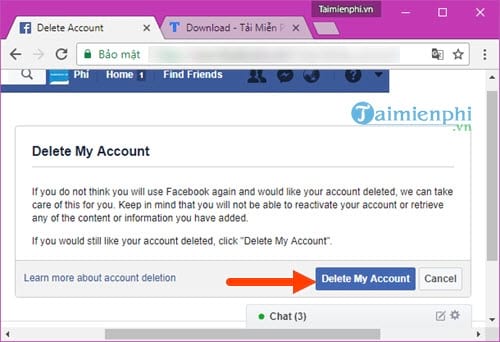 Taimienphi.vn
Delete Account
Download - Tải Miễn P
Bảo mật
Phí Home 1 Find Friends
Taimienphi
.vn
Delete My Account
If you do not think you will use Facebook again and would like your account deleted, we can take
care of this for you. Keep in mind that you will not be able to reactivate your account or retrieve
any of the content or information you have added.
If you would still like your account deleted, click "Delete My Account".
Learn more about account deletion Delete My Account Cancel
Chat (3)